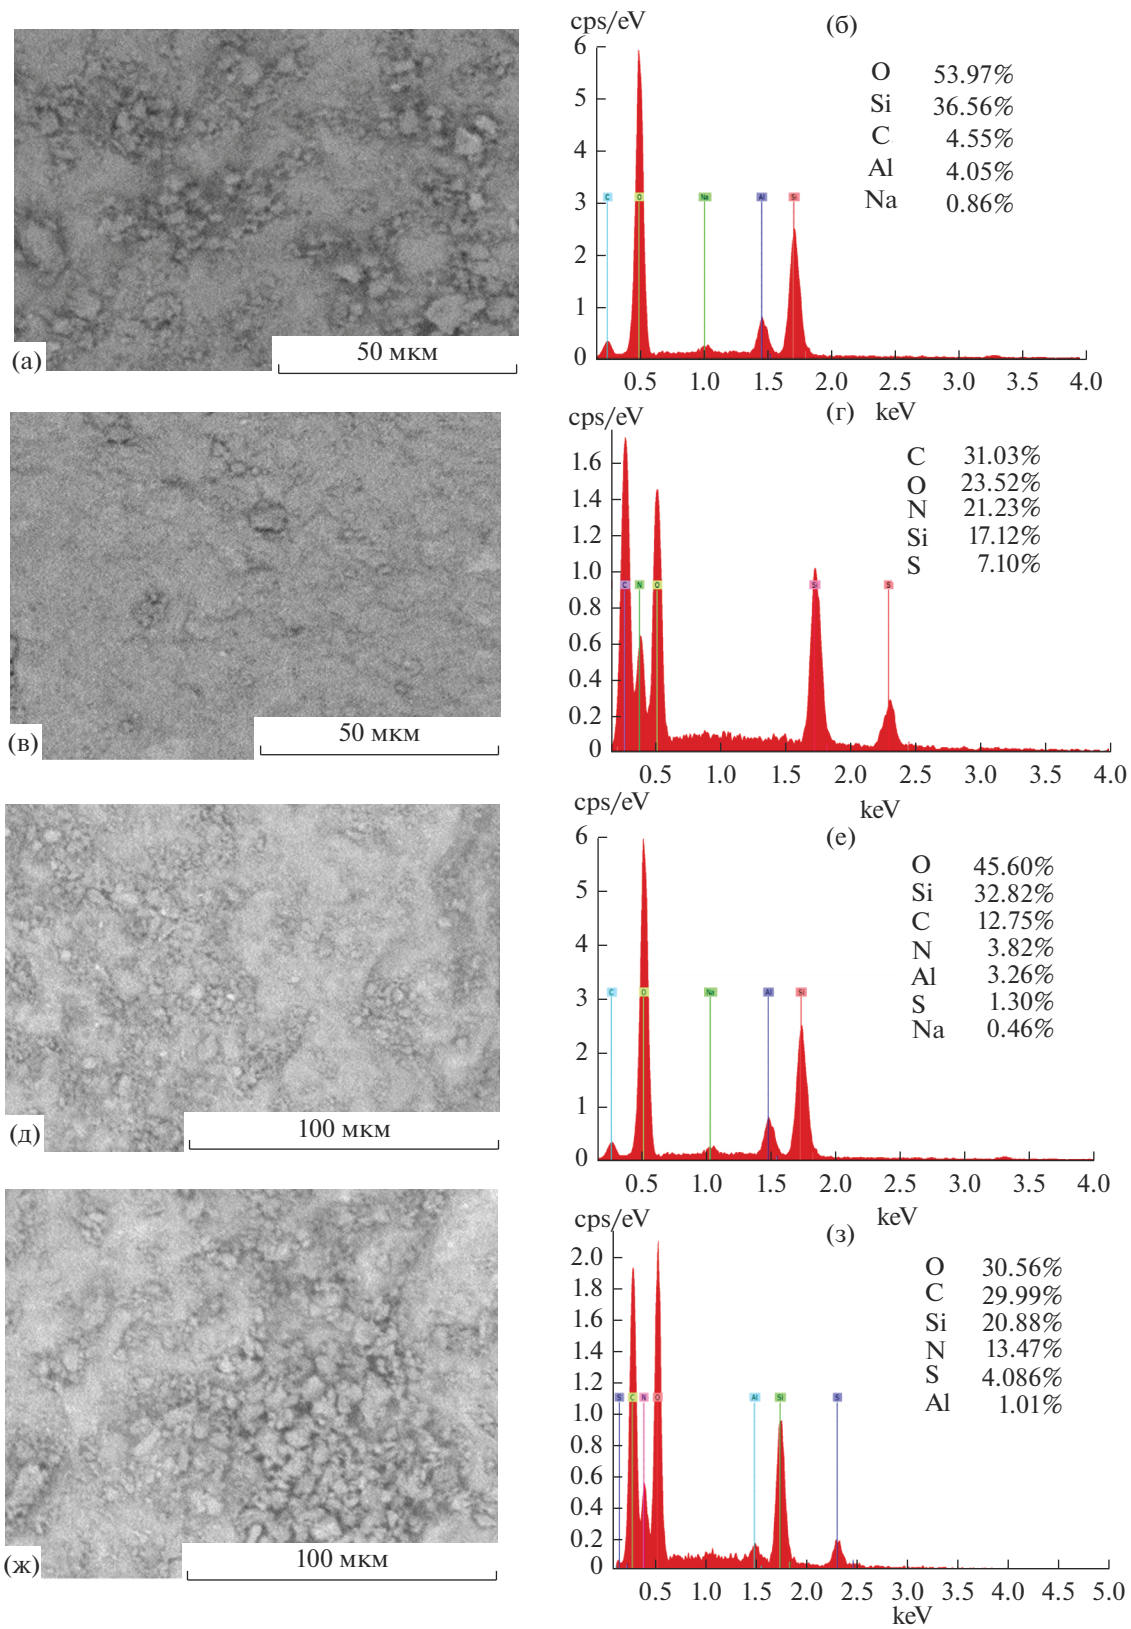 (а)
50 мкм
cps/eV
(б)
O 53.97%
Si 36.56%
C 4.55%
Al 4.05%
Na 0.86%
6
5
4
3
2
1
0
C O Na Al Si
0.5 1.0 1.5 2.0 2.5 3.0 3.5 4.0
keV
(в)
50 мкм
cps/eV
(г)
C 31.03%
O 23.52%
N 21.23%
Si 17.12%
S 7.10%
1.6
1.4
1.2
1.0
0.8
0.6
0.4
0.2
0
C N O Si S
0.5 1.0 1.5 2.0 2.5 3.0 3.5 4.0
keV
(д)
100 мкм
cps/eV
(е)
O 45.60%
Si 32.82%
C 12.75%
N 3.82%
Al 3.26%
S 1.30%
Na 0.46%
6
5
4
3
2
1
0
C O Na Al Si
0.5 1.0 1.5 2.0 2.5 3.0 3.5 4.0
keV
(ж)
100 мкм
cps/eV
(з)
O 30.56%
C 29.99%
Si 20.88%
N 13.47%
S 4.086%
Al 1.01%
2.0
1.8
1.6
1.4
1.2
1.0
0.8
0.6
0.4
0.2
0
S C N O Al Si S
0.5 1.0 1.5 2.0 2.5 3.0 3.5 4.0 4.5 5.0
keV